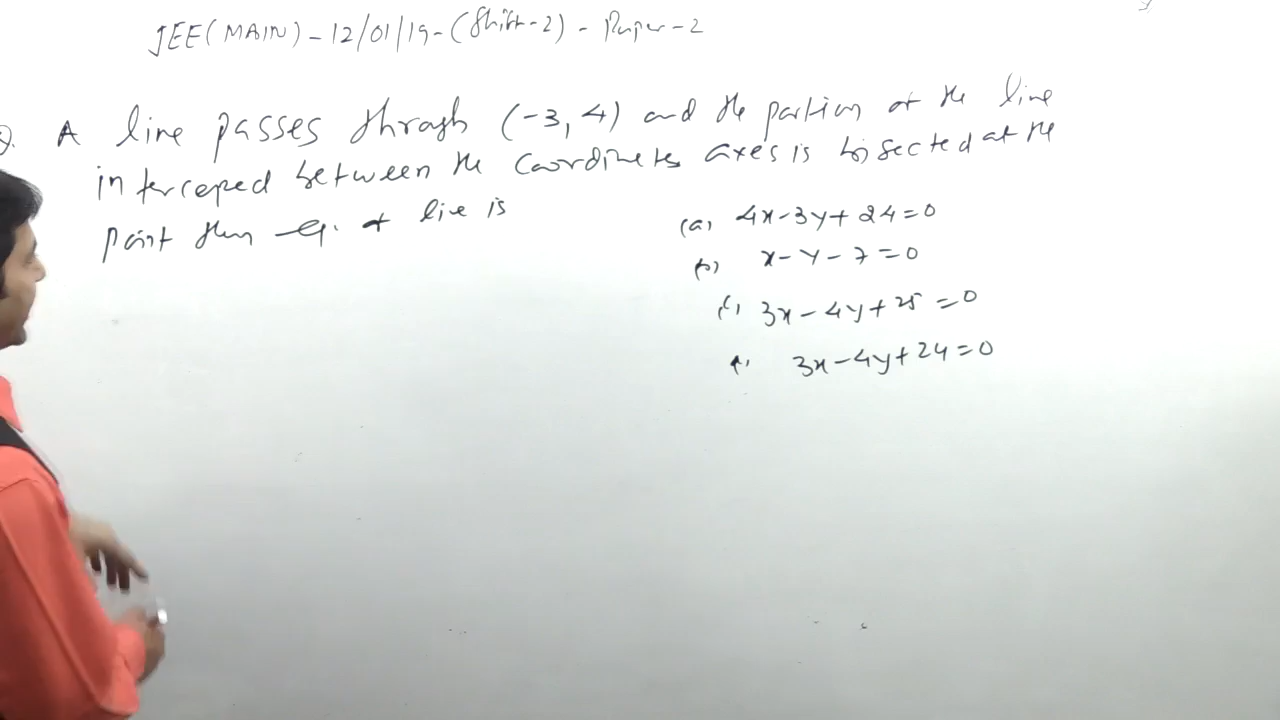 JEE(MAIN) - 12/01/19 - (Shift-2) - Paper-2
Q. A line passes through (-3, 4) and the portion of the line
interceped between the coordinates axes is bisected at the
point then eq. of line is
(a) 4x-3y+24=0
(b) x-y-7=0
(c) 3x-4y+25=0
3x-4y+24=0